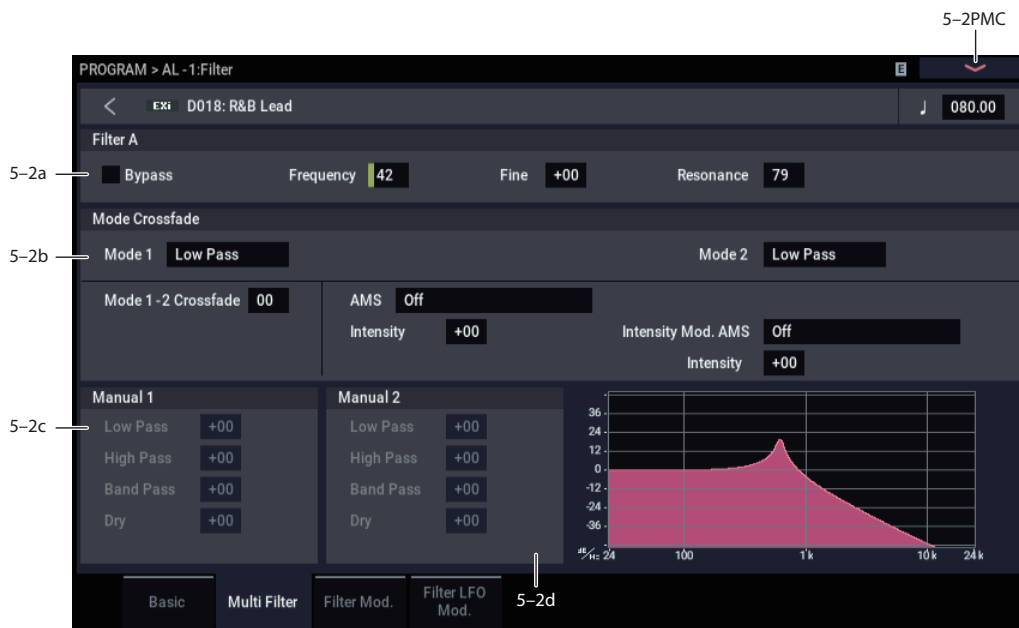 5–2PMC
PROGRAM > AL-1:Filter
E
EXi D018: R&B Lead
♩ 080.00
Filter A
5–2a
Bypass
Frequency 42
Fine +00
Resonance 79
Mode Crossfade
5–2b
Mode 1 Low Pass
Mode 2 Low Pass
Mode 1-2 Crossfade 00
AMS Off
Intensity +00
Intensity Mod. AMS Off
Intensity +00
Manual 1
Manual 2
5–2c
Low Pass +00
Low Pass +00
High Pass +00
High Pass +00
Band Pass +00
Band Pass +00
Dry +00
Dry +00
36
24
12
0
-12
-24
-36
dB/Hz 24 100 1k 10k 24k
5–2d
Basic
Multi Filter
Filter Mod.
Filter LFO
Mod.